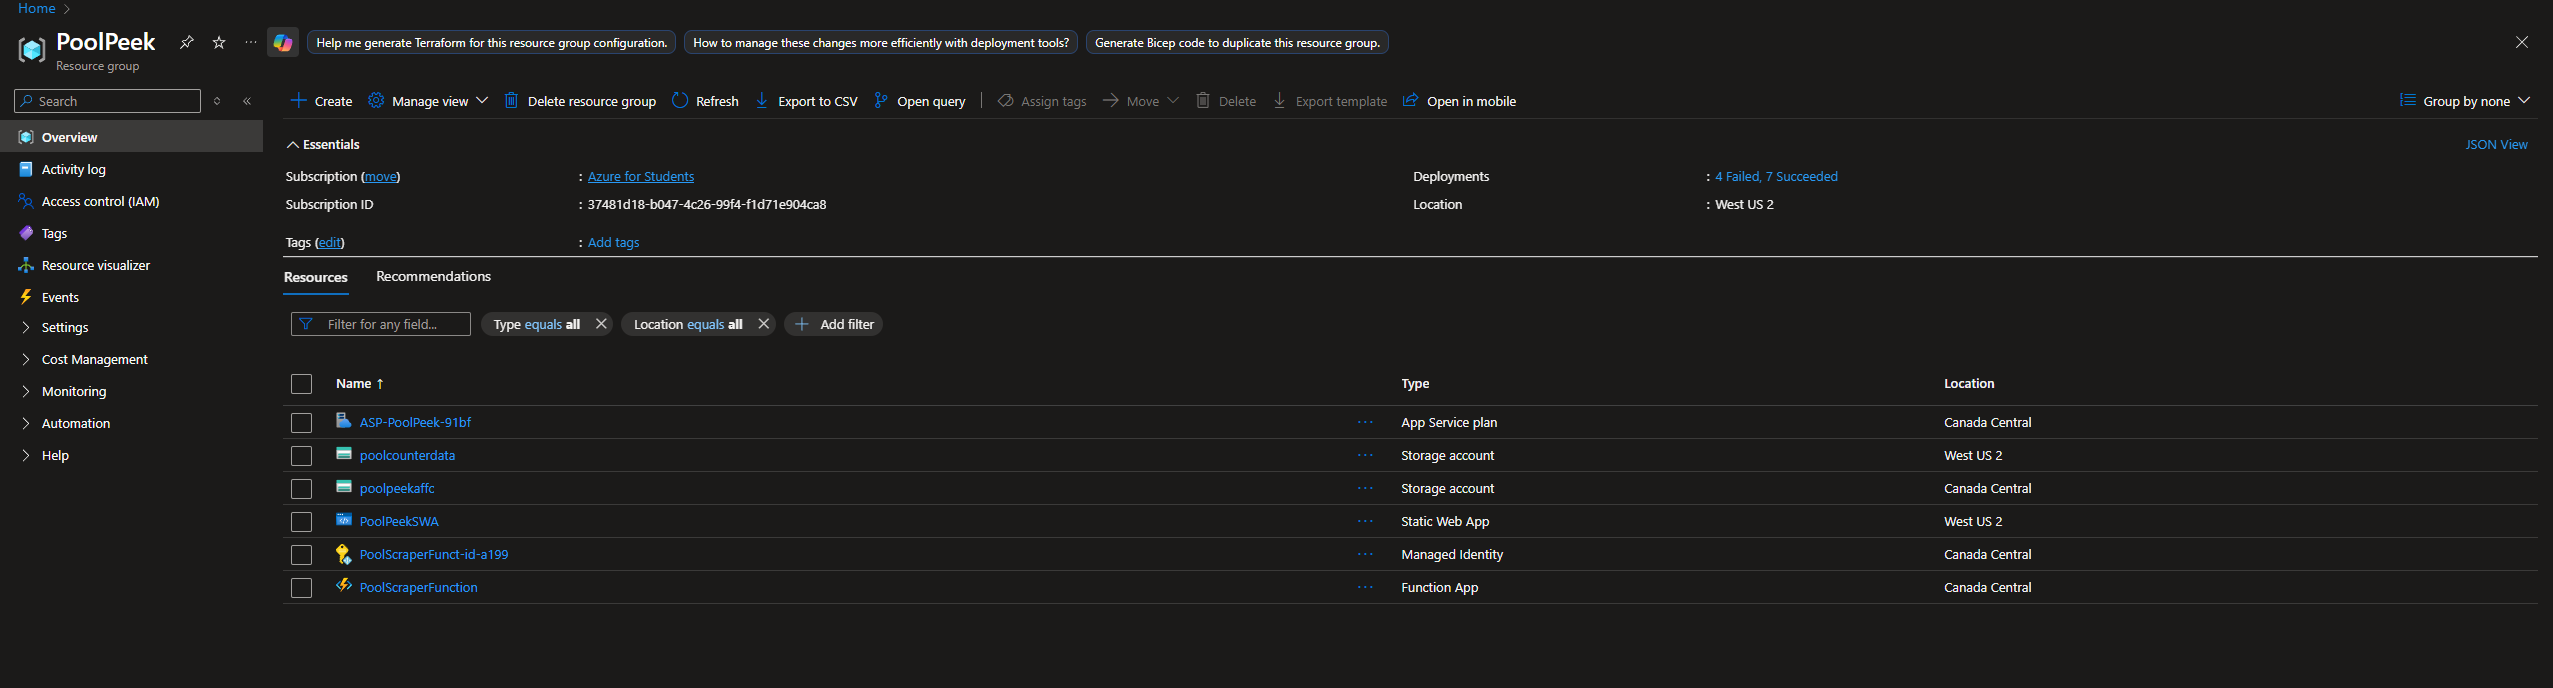 Home >
PoolPeek
Resource group
Help me generate Terraform for this resource group configuration.
How to manage these changes more efficiently with deployment tools?
Generate Bicep code to duplicate this resource group.
Search
Overview
Activity log
Access control (IAM)
Tags
Resource visualizer
Events
Settings
Cost Management
Monitoring
Automation
Help
Create Manage view Delete resource group Refresh Export to CSV Open query | Assign tags Move Delete Export template Open in mobile Group by none
Essentials JSON View
Subscription (move) : Azure for Students Deployments : 4 Failed, 7 Succeeded
Subscription ID : 37481d18-b047-4c26-99f4-f1d71e904ca8 Location : West US 2
Tags (edit) : Add tags
Resources Recommendations
Filter for any field... Type equals all Location equals all Add filter
Name ↑ Type Location
ASP-PoolPeek-91bf ... App Service plan Canada Central
poolcounterdata ... Storage account West US 2
poolpeekaffc ... Storage account Canada Central
PoolPeekSWA ... Static Web App West US 2
PoolScraperFunct-id-a199 ... Managed Identity Canada Central
PoolScraperFunction ... Function App Canada Central